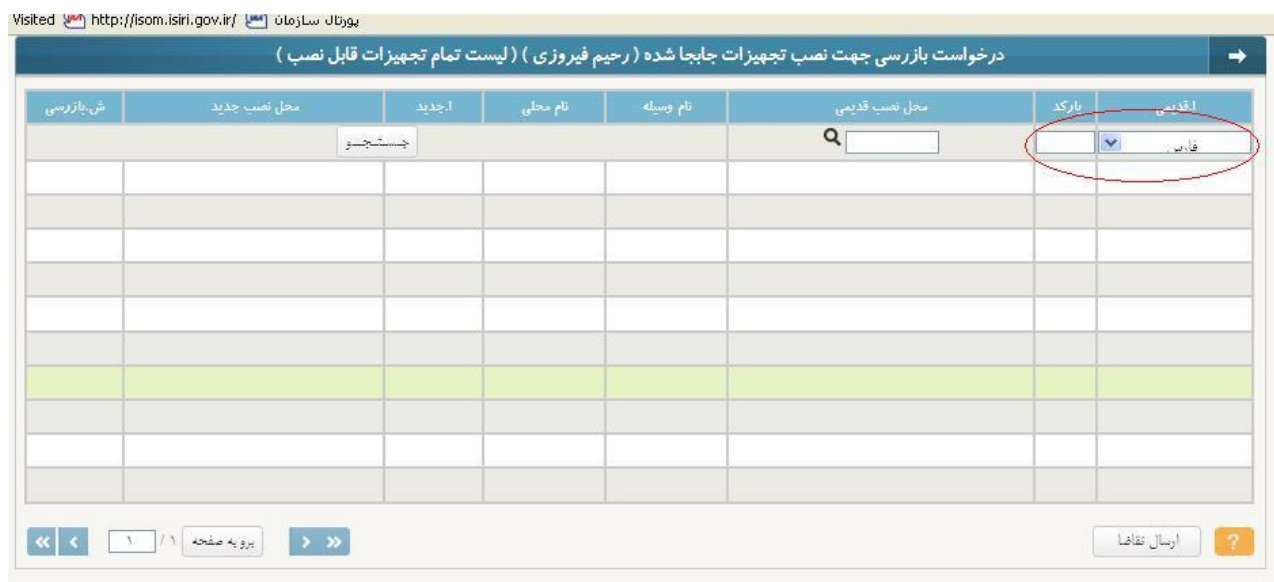 Visited http://isom.isiri.gov.ir/ پورتال سازمان
درخواست بازرسی جهت نصب تجهیزات جابجا شده ( رحیم فیروزی ) ( لیست تمام تجهیزات قابل نصب )
ا.قدیمی بارکد محل نصب قدیمی نام وسیله نام محلی ا.جدید محل نصب جدید ش.بازرسی
فارس جستجو
? ارسال تقاضا برو به صفحه ۱ / ۱